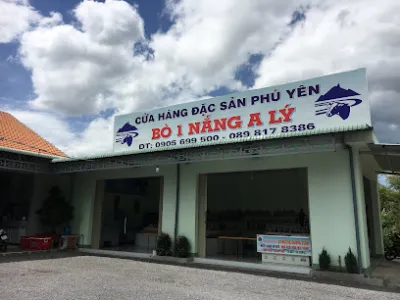 CỬA HÀNG ĐẶC SẢN PHÚ YÊN
BÒ 1 NẮNG A LÝ
ĐT: 0905 699 500 - 089 817 8386